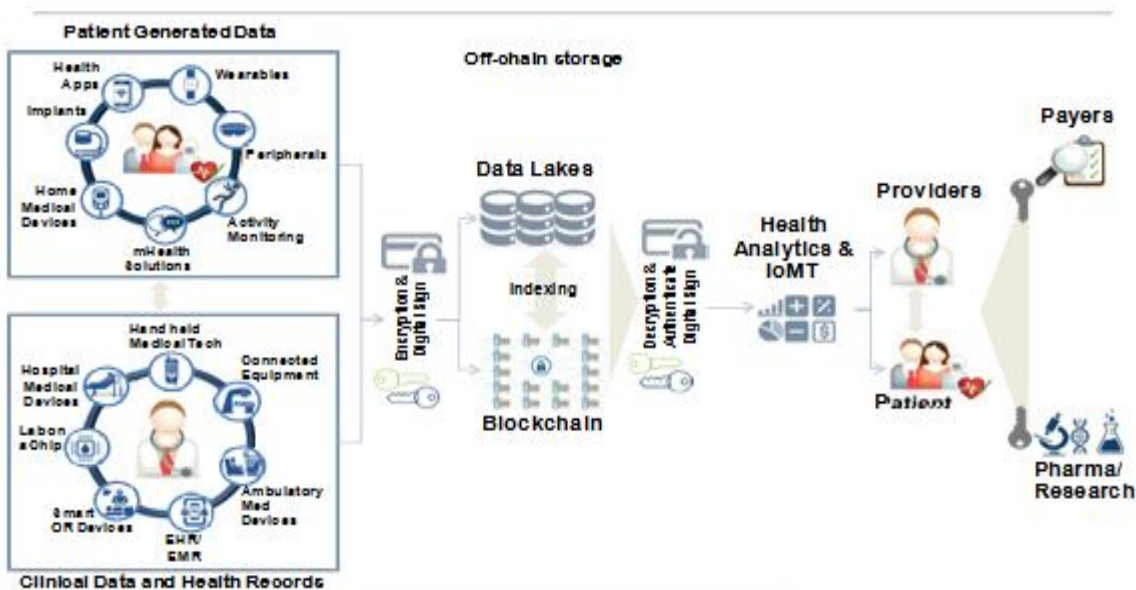 Patient Generated Data
Health
Apps
Wearables
Implants
Peripherals
Home
Medical
Devices
Activity
Monitoring
mHealth
Solutions
Off-chain storage
Hand held
Medical Tech
Connected
Equipment
Hospital
Medical
Devices
Lab on
a Chip
Smart
OR Devices
EHR/
EMR
Ambulatory
Med
Devices
Clinical Data and Health Records
Encryption &
Digital Sign
Data Lakes
Indexing
Blockchain
Decryption &
Authenticate
Digital Sign
Health
Analytics &
IoMT
Providers
Patient
Payers
Pharma/
Research